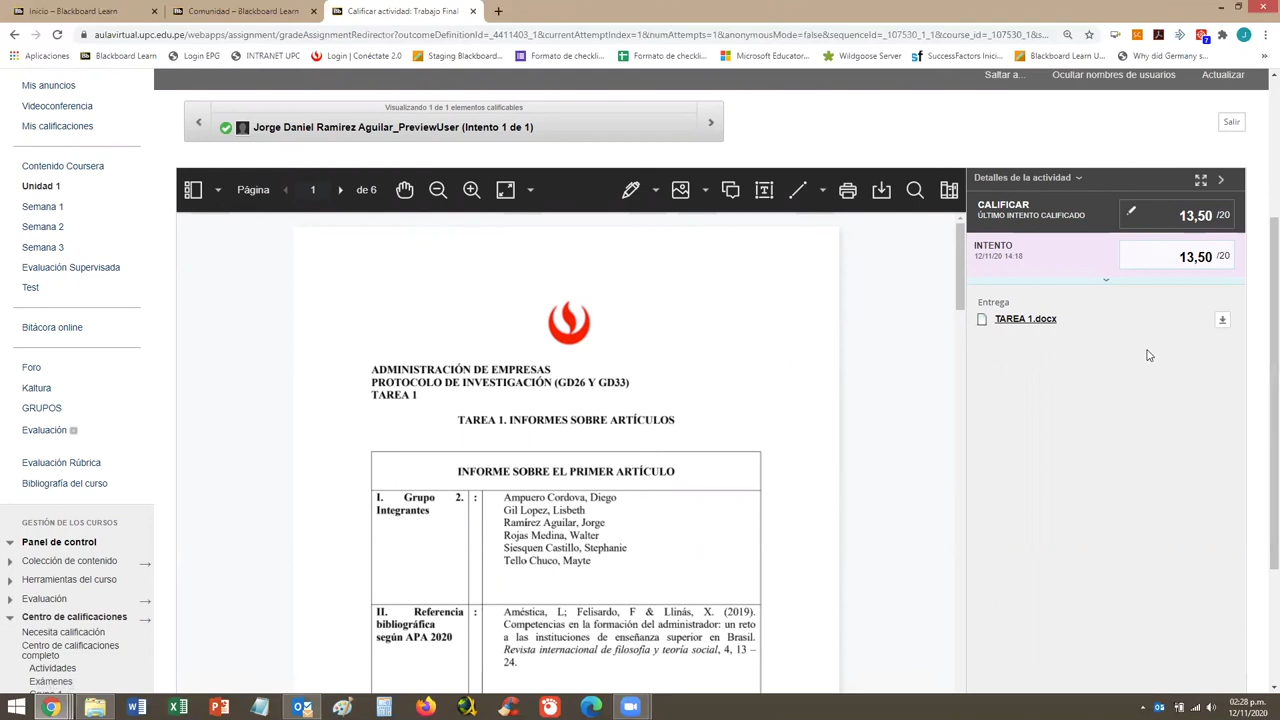 Inicio – Blackboard Learn
Comunidad – Blackboard Learn
Calificar actividad: Trabajo Final
aulavirtual.upc.edu.pe/webapps/assignment/gradeAssignmentRedirector?outcomeDefinitionId=_4411403_1&currentAttemptIndex=1&numAttempts=1&anonymousMode=false&sequenceId=_107530_1_1&course_id=_107530_1&s...
Aplicaciones
Blackboard Learn
Login EPG
INTRANET UPC
Login | Conéctate 2.0
Staging Blackboard...
Formato de checkli...
Formato de checkli...
Microsoft Educator...
Wildgoose Server
SuccessFactors Inici...
Blackboard Learn U...
Why did Germany s...
Saltar a...
Ocultar nombres de usuarios
Actualizar
Mis anuncios
Videoconferencia
Mis calificaciones
Contenido Coursera
Unidad 1
Semana 1
Semana 2
Semana 3
Evaluación Supervisada
Test
Bitácora online
Foro
Kaltura
GRUPOS
Evaluación
Evaluación Rúbrica
Bibliografía del curso
GESTIÓN DE LOS CURSOS
Panel de control
Colección de contenido
Herramientas del curso
Evaluación
Centro de calificaciones
Necesita calificación
Centro de calificaciones
completo
Actividades
Exámenes
Visualizando 1 de 1 elementos calificables
Jorge Daniel Ramirez Aguilar_PreviewUser (Intento 1 de 1)
Salir
Página
1
de 6
ADMINISTRACIÓN DE EMPRESAS
PROTOCOLO DE INVESTIGACIÓN (GD26 Y GD33)
TAREA 1
TAREA 1. INFORMES SOBRE ARTÍCULOS
INFORME SOBRE EL PRIMER ARTÍCULO
I. Grupo 2. :
Integrantes
Ampuero Cordova, Diego
Gil Lopez, Lisbeth
Ramírez Aguilar, Jorge
Rojas Medina, Walter
Siesquen Castillo, Stephanie
Tello Chuco, Mayte
II. Referencia :
bibliográfica
según APA 2020
Améstica, L; Felisardo, F & Llinás, X. (2019).
Competencias en la formación del administrador: un reto
a las instituciones de enseñanza superior en Brasil.
Revista internacional de filosofía y teoría social, 4, 13 –
24.
Detalles de la actividad
CALIFICAR
ÚLTIMO INTENTO CALIFICADO
13,50 /20
INTENTO
12/11/20 14:18
13,50 /20
Entrega
TAREA 1.docx
02:28 p.m.
12/11/2020